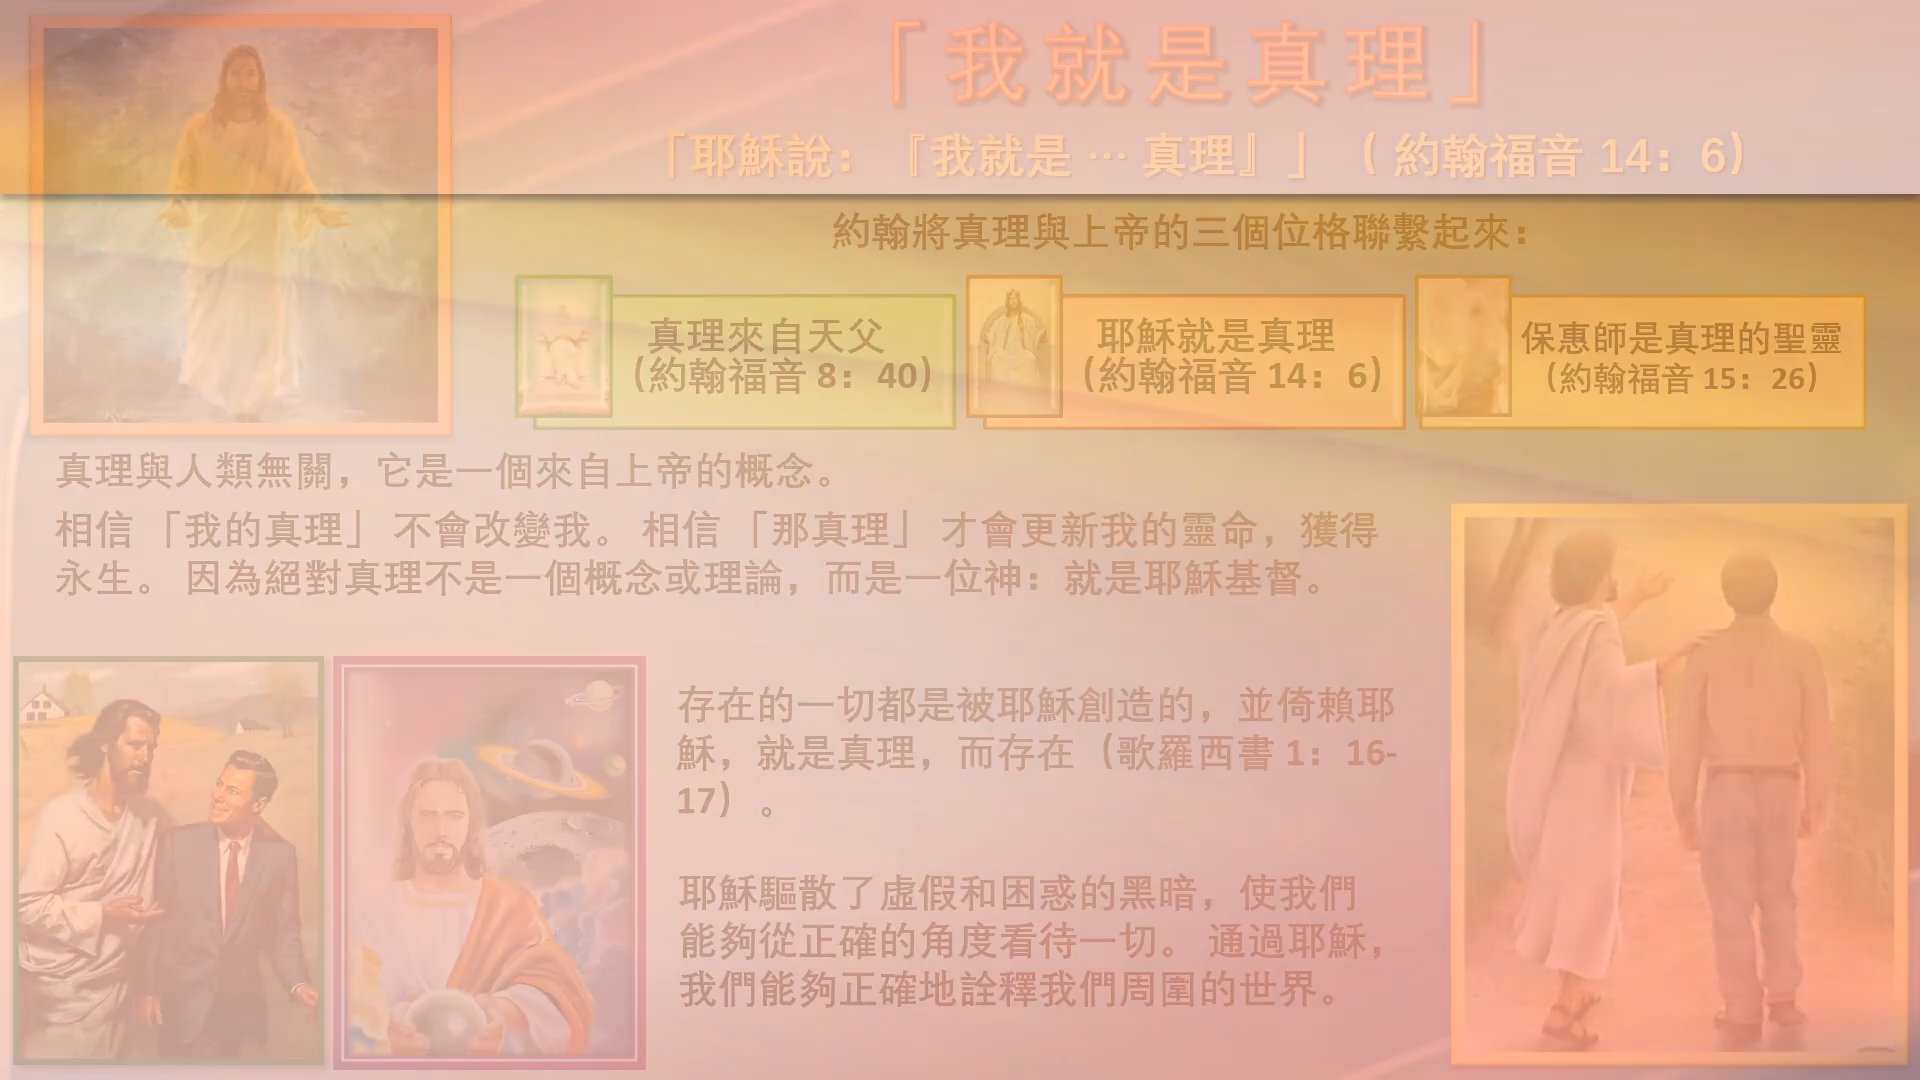 「我就是真理」
「耶穌說：『我就是 … 真理』」（ 約翰福音 14：6）
約翰將真理與上帝的三個位格聯繫起來：
真理來自天父
（約翰福音 8：40）
耶穌就是真理
（約翰福音 14：6）
保惠師是真理的聖靈
（約翰福音 15：26）
真理與人類無關，它是一個來自上帝的概念。
相信 「我的真理」 不會改變我。 相信 「那真理」 才會更新我的靈命，獲得
永生。 因為絕對真理不是一個概念或理論，而是一位神：就是耶穌基督。
存在的一切都是被耶穌創造的，並倚賴耶
穌，就是真理，而存在（歌羅西書 1：16-
17） 。
耶穌驅散了虛假和困惑的黑暗，使我們
能夠從正確的角度看待一切。 通過耶穌，
我們能夠正確地詮釋我們周圍的世界。